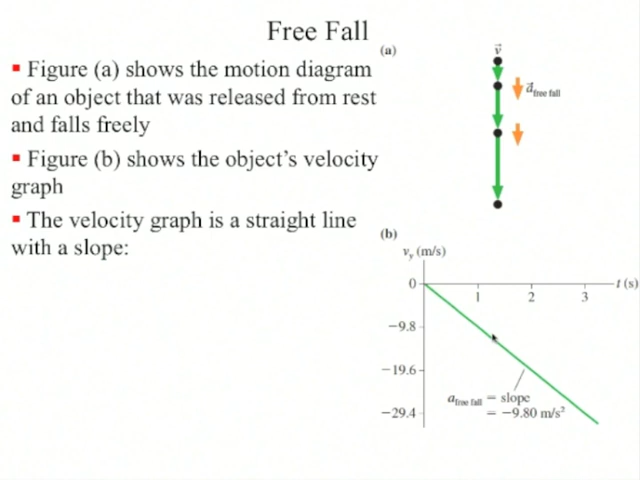 Free Fall
▪ Figure (a) shows the motion diagram
of an object that was released from rest
and falls freely
▪ Figure (b) shows the object's velocity
graph
▪ The velocity graph is a straight line
with a slope:
(a)
v⃗
a⃗free fall
(b)
vy (m/s)
0
1
2
3
t (s)
−9.8
−19.6
−29.4
afree fall = slope
= −9.80 m/s²